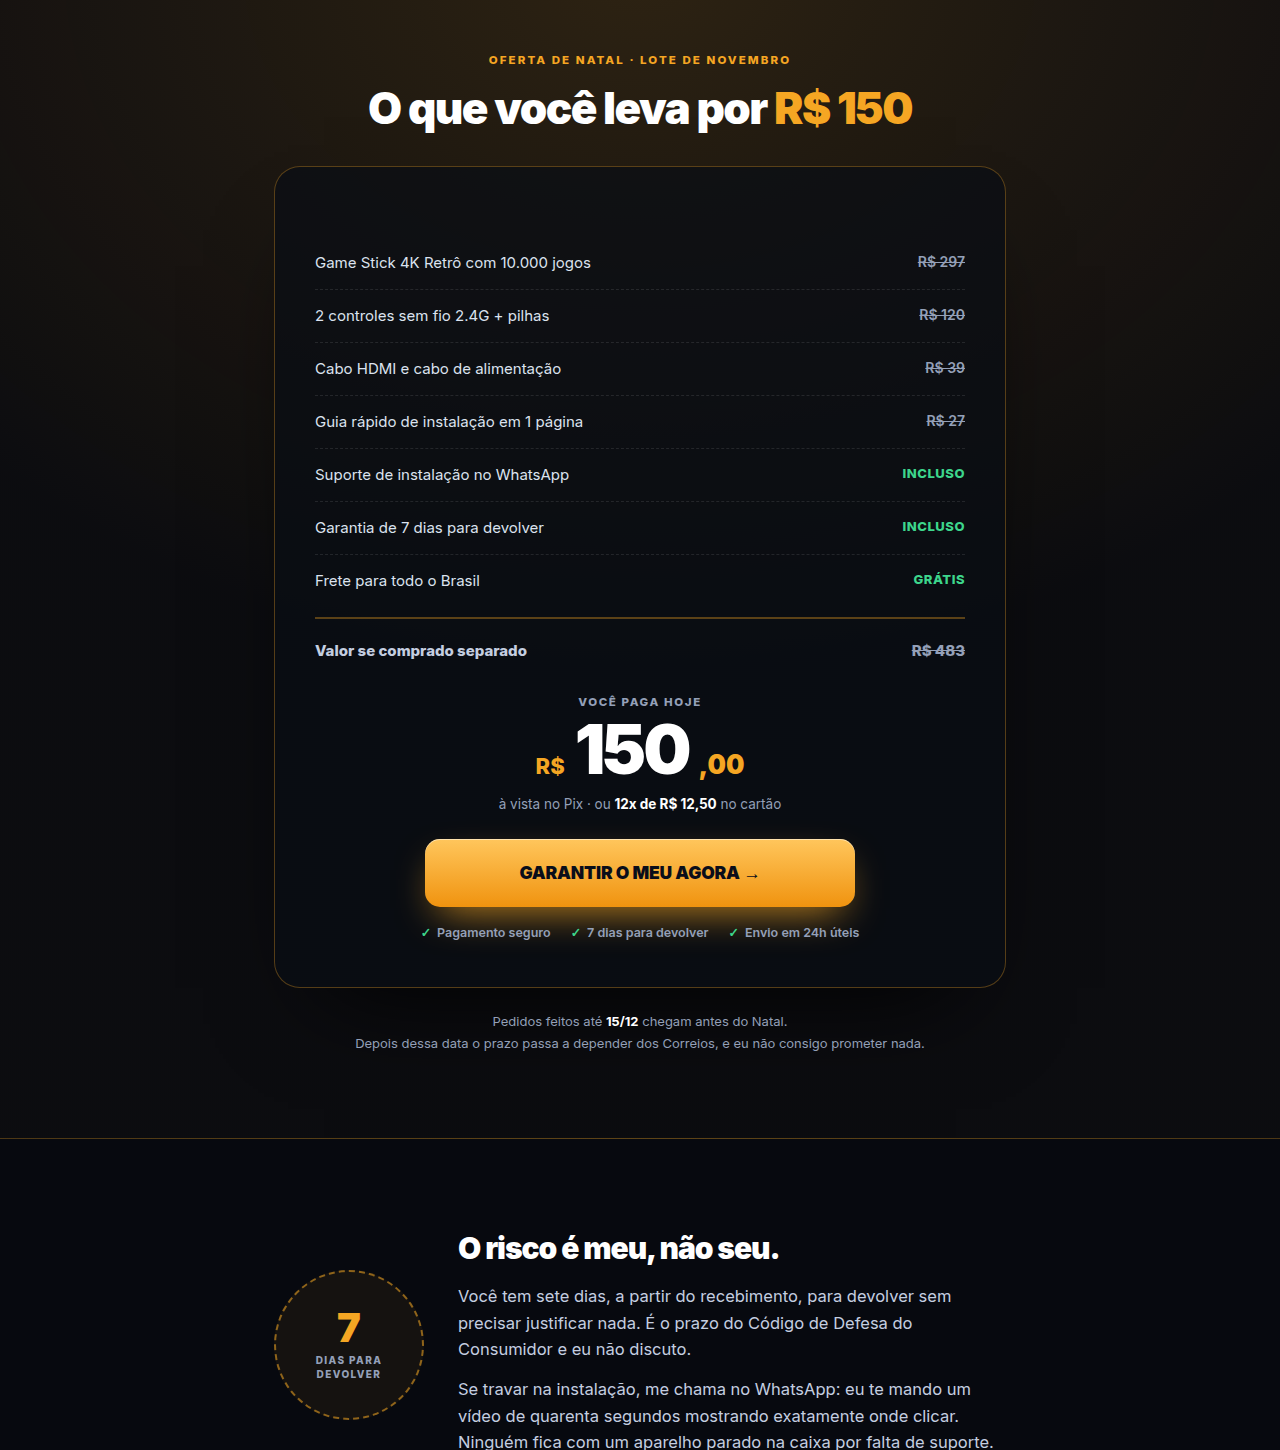 OFERTA DE NATAL · LOTE DE NOVEMBRO
O que você leva por R$ 150
Game Stick 4K Retrô com 10.000 jogos R$ 297
2 controles sem fio 2.4G + pilhas R$ 120
Cabo HDMI e cabo de alimentação R$ 39
Guia rápido de instalação em 1 página R$ 27
Suporte de instalação no WhatsApp INCLUSO
Garantia de 7 dias para devolver INCLUSO
Frete para todo o Brasil GRÁTIS
Valor se comprado separado R$ 483
VOCÊ PAGA HOJE
R$ 150 ,00
à vista no Pix · ou 12x de R$ 12,50 no cartão
GARANTIR O MEU AGORA →
✓ Pagamento seguro ✓ 7 dias para devolver ✓ Envio em 24h úteis
Pedidos feitos até 15/12 chegam antes do Natal.
Depois dessa data o prazo passa a depender dos Correios, e eu não consigo prometer nada.
7
DIAS PARA
DEVOLVER
O risco é meu, não seu.
Você tem sete dias, a partir do recebimento, para devolver sem
precisar justificar nada. É o prazo do Código de Defesa do
Consumidor e eu não discuto.
Se travar na instalação, me chama no WhatsApp: eu te mando um
vídeo de quarenta segundos mostrando exatamente onde clicar.
Ninguém fica com um aparelho parado na caixa por falta de suporte.